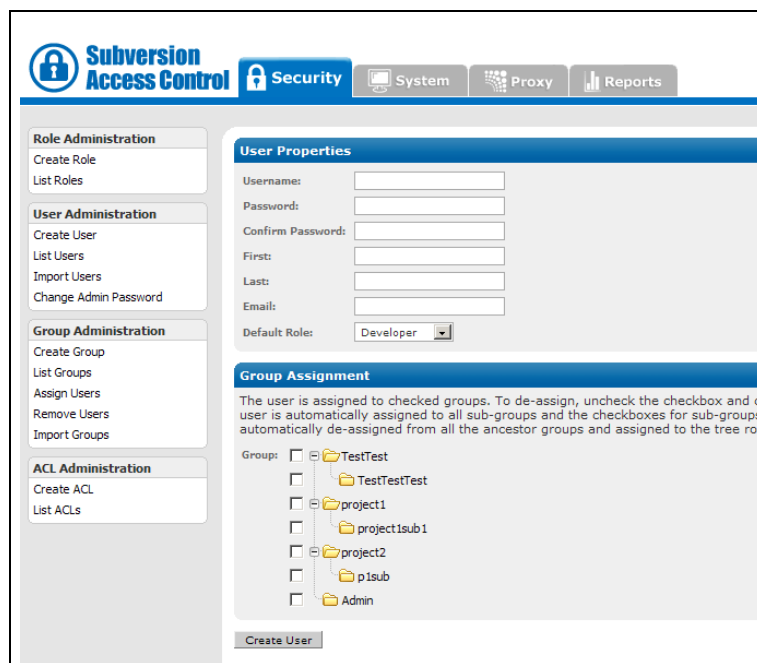 Subversion
Access Control
Security
System
Proxy
Reports
Role Administration
Create Role
List Roles
User Administration
Create User
List Users
Import Users
Change Admin Password
Group Administration
Create Group
List Groups
Assign Users
Remove Users
Import Groups
ACL Administration
Create ACL
List ACLs
User Properties
Username:
Password:
Confirm Password:
First:
Last:
Email:
Default Role: Developer
Group Assignment
The user is assigned to checked groups. To de-assign, uncheck the checkbox and
user is automatically assigned to all sub-groups and the checkboxes for sub-groups
automatically de-assigned from all the ancestor groups and assigned to the tree
Group: TestTest
TestTestTest
project1
project1sub1
project2
p1sub
Admin
Create User